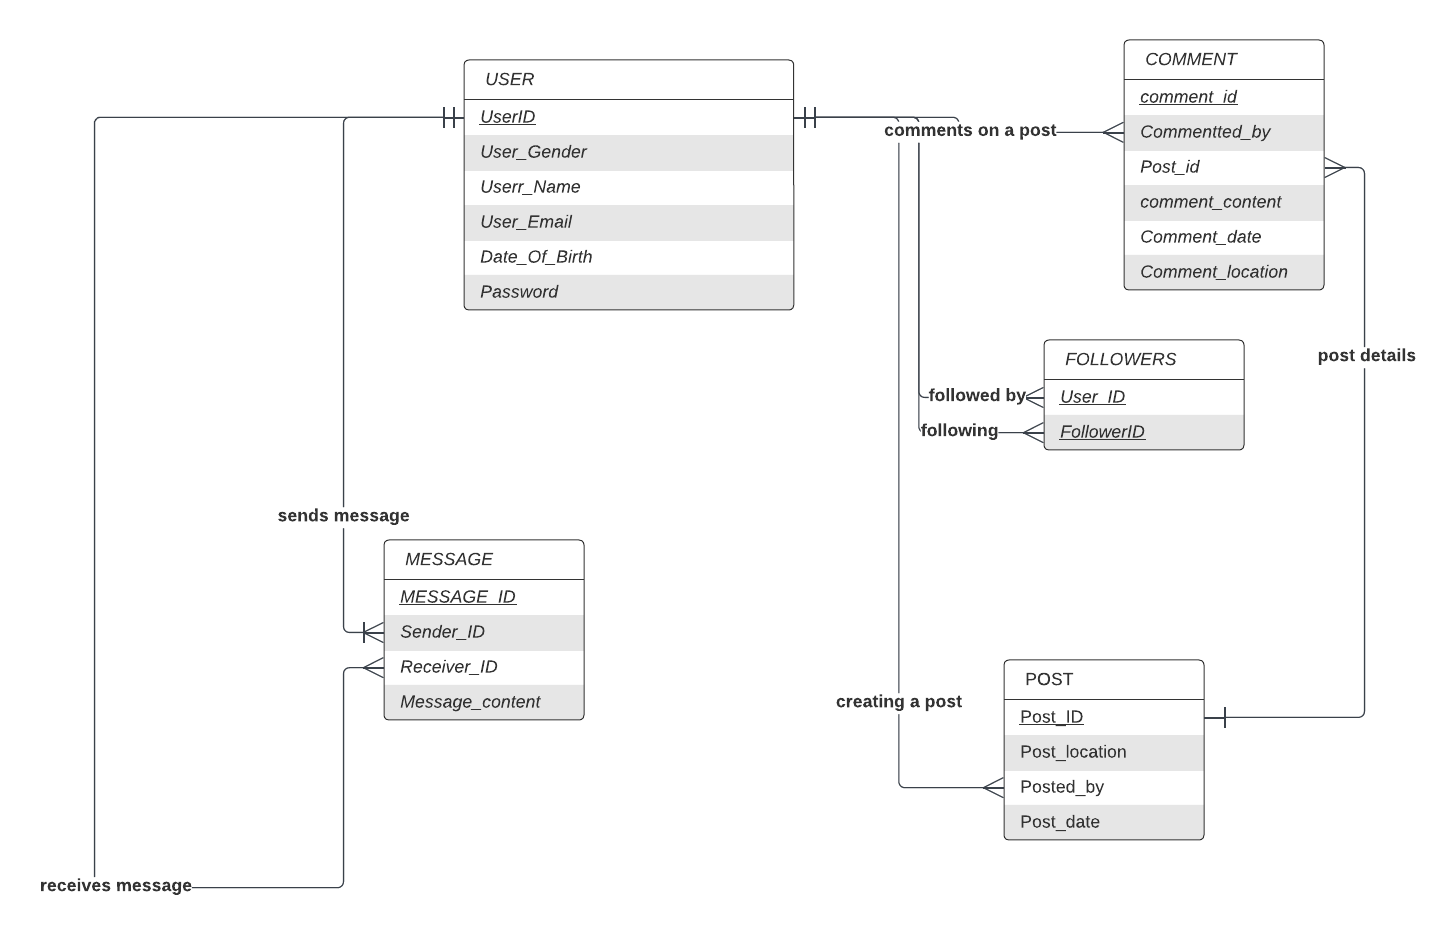 USER
UserID
User_Gender
Userr_Name
User_Email
Date_Of_Birth
Password
COMMENT
comment_id
Commentted_by
Post_id
comment_content
Comment_date
Comment_location
comments on a post
FOLLOWERS
User_ID
FollowerID
followed by
following
post details
sends message
MESSAGE
MESSAGE_ID
Sender_ID
Receiver_ID
Message_content
creating a post
POST
Post_ID
Post_location
Posted_by
Post_date
receives message